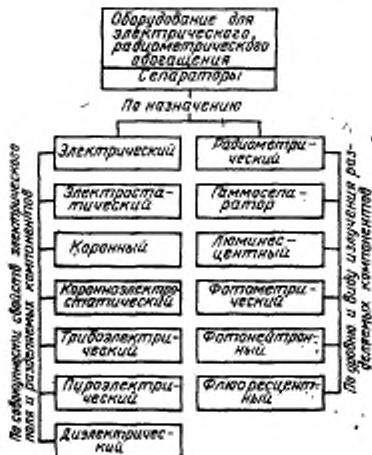 Оборудование для
электрического,
радиометрического
обогащения
Сепараторы
По назначению
Электрический
Радиометри-
ческий
Электроста-
тический
Гаммосепа-
ратор
Коронный
Люминес-
центный
Коронноэлектро-
статический
Фотометри-
ческий
Трибоэлектри-
ческий
Фотонейтрон-
ный
Пироэлектри-
ческий
Флюоресцент-
ный
Диэлектричес-
кий
По совокупности свойств электрического
поля и разделяемых компонентов
По
и виду излучения раз-
деляемых компонентов